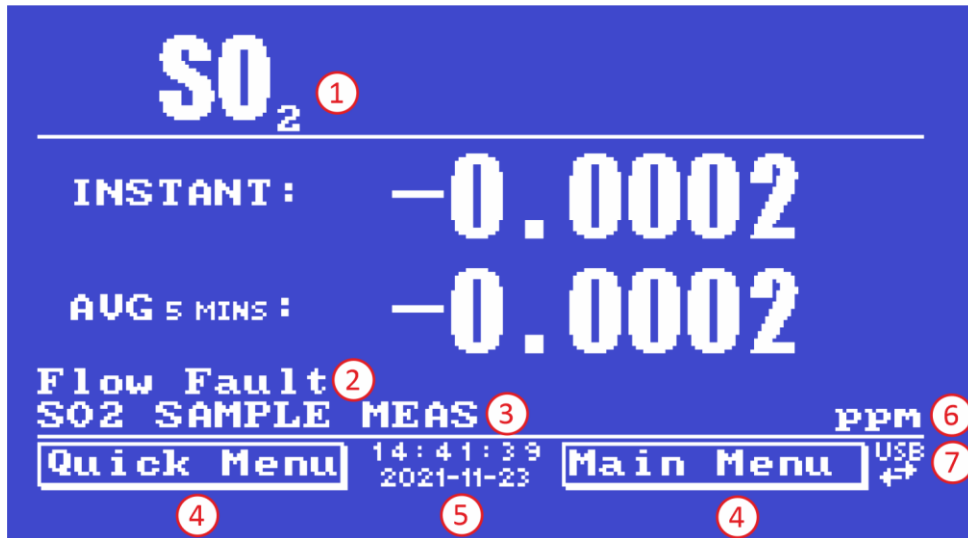 SO₂ 1
INSTANT: -0.0002
AVG 5 MINS: -0.0002
Flow Fault 2
SO2 SAMPLE MEAS 3
ppm 6
Quick Menu
14:41:39
2021-11-23
Main Menu
USB 7
4
5
4